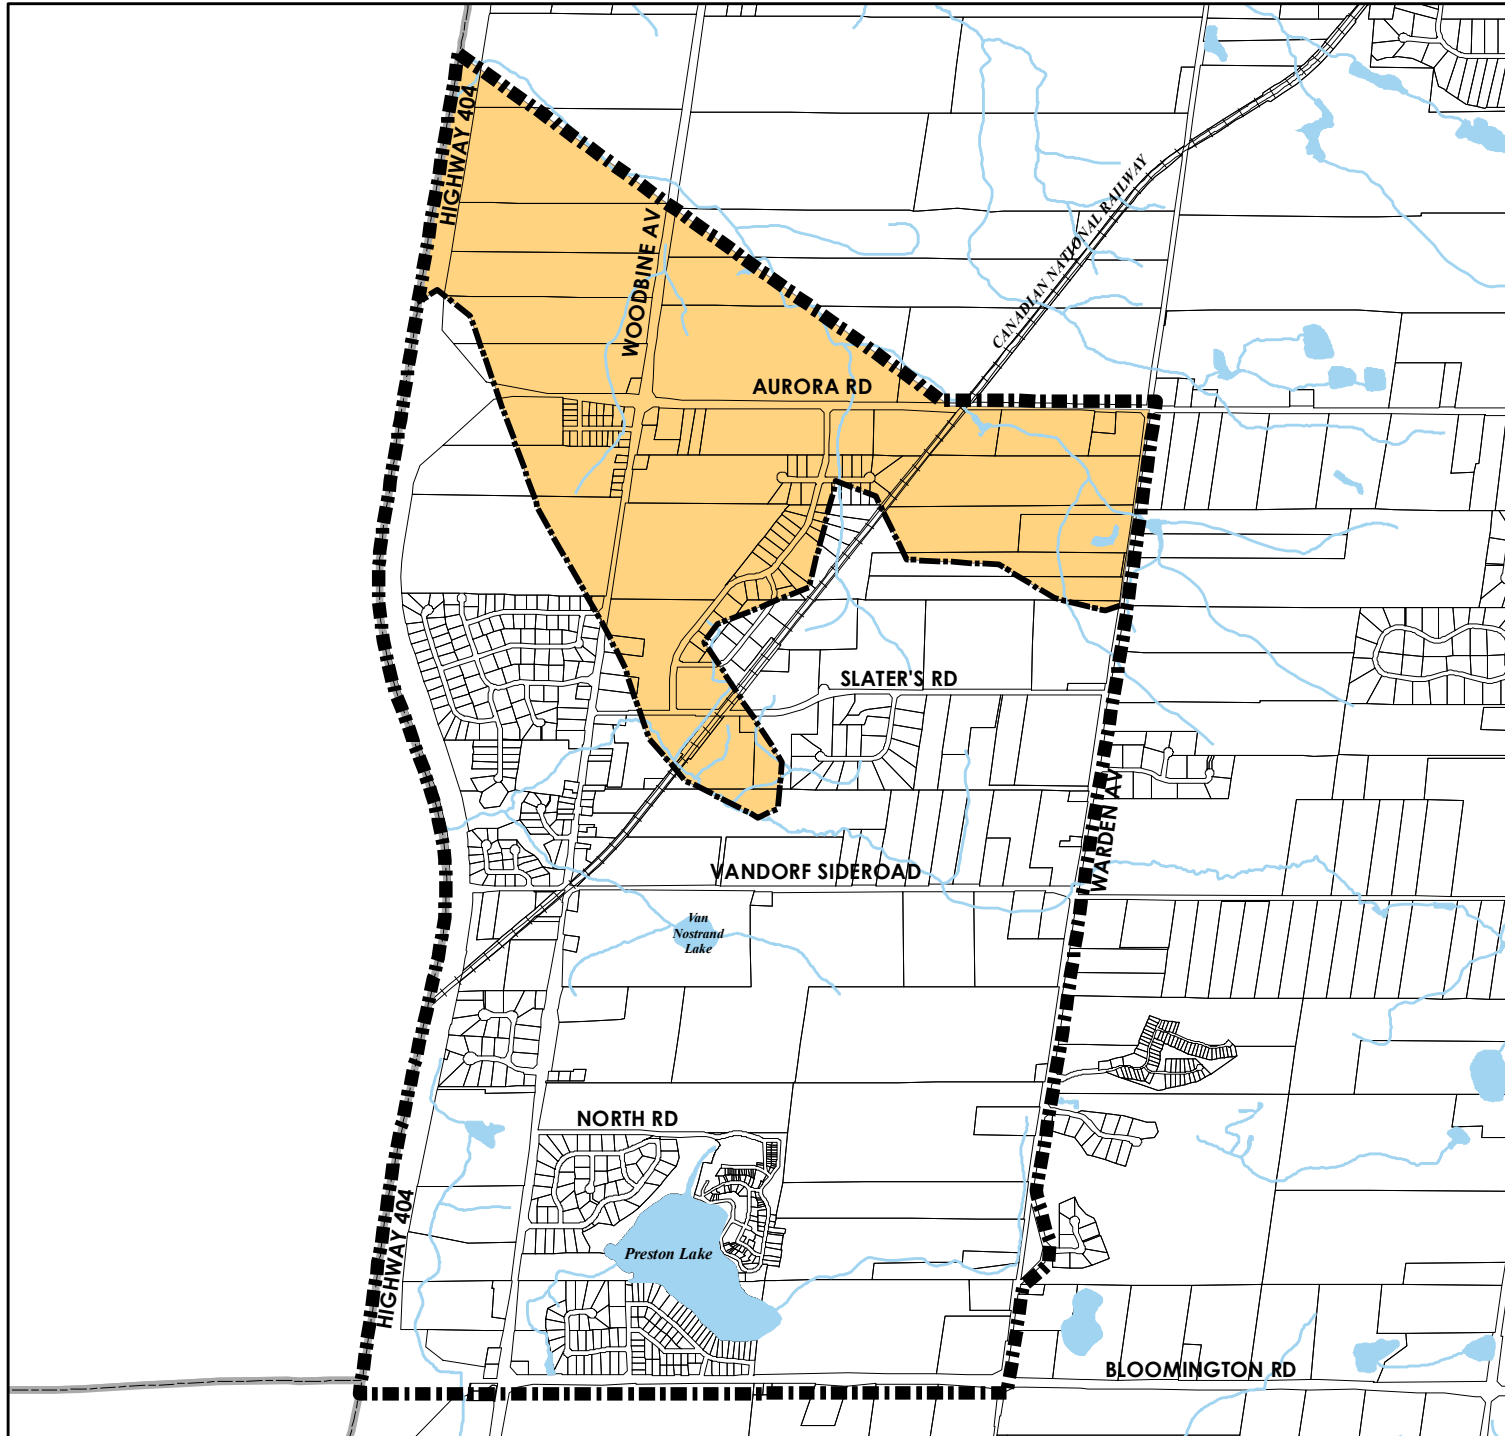 HIGHWAY 404
WOODBINE AV
CANADIAN NATIONAL RAILWAY
AURORA RD
SLATER'S RD
WARDEN AV
VANDORF SIDEROAD
Van
Nostrand
Lake
NORTH RD
HIGHWAY 404
Preston Lake
BLOOMINGTON RD